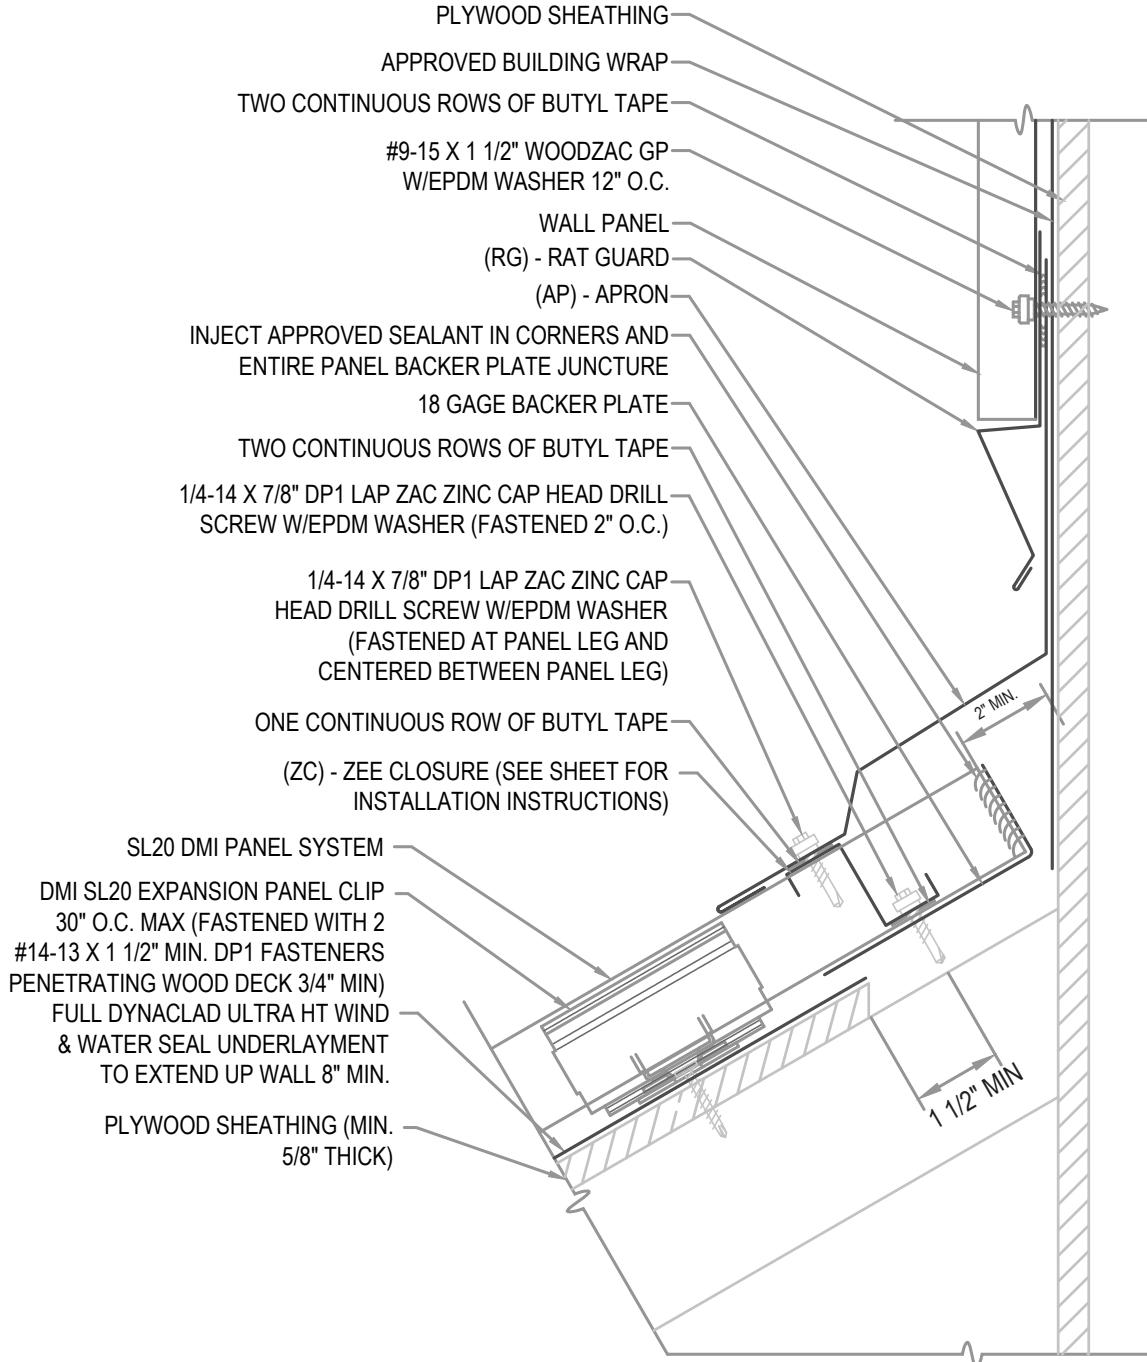 PLYWOOD SHEATHING
APPROVED BUILDING WRAP
TWO CONTINUOUS ROWS OF BUTYL TAPE
#9-15 X 1 1/2" WOODZAC GP
W/EPDM WASHER 12" O.C.
WALL PANEL
(RG) - RAT GUARD
(AP) - APRON
INJECT APPROVED SEALANT IN CORNERS AND
ENTIRE PANEL BACKER PLATE JUNCTURE
18 GAGE BACKER PLATE
TWO CONTINUOUS ROWS OF BUTYL TAPE
1/4-14 X 7/8" DP1 LAP ZAC ZINC CAP HEAD DRILL
SCREW W/EPDM WASHER (FASTENED 2" O.C.)
1/4-14 X 7/8" DP1 LAP ZAC ZINC CAP
HEAD DRILL SCREW W/EPDM WASHER
(FASTENED AT PANEL LEG AND
CENTERED BETWEEN PANEL LEG)
ONE CONTINUOUS ROW OF BUTYL TAPE
(ZC) - ZEE CLOSURE (SEE SHEET FOR
INSTALLATION INSTRUCTIONS)
SL20 DMI PANEL SYSTEM
DMI SL20 EXPANSION PANEL CLIP
30" O.C. MAX (FASTENED WITH 2
#14-13 X 1 1/2" MIN. DP1 FASTENERS
PENETRATING WOOD DECK 3/4" MIN)
FULL DYNACLAD ULTRA HT WIND
& WATER SEAL UNDERLAYMENT
TO EXTEND UP WALL 8" MIN.
PLYWOOD SHEATHING (MIN.
5/8" THICK)
2" MIN.
1 1/2" MIN